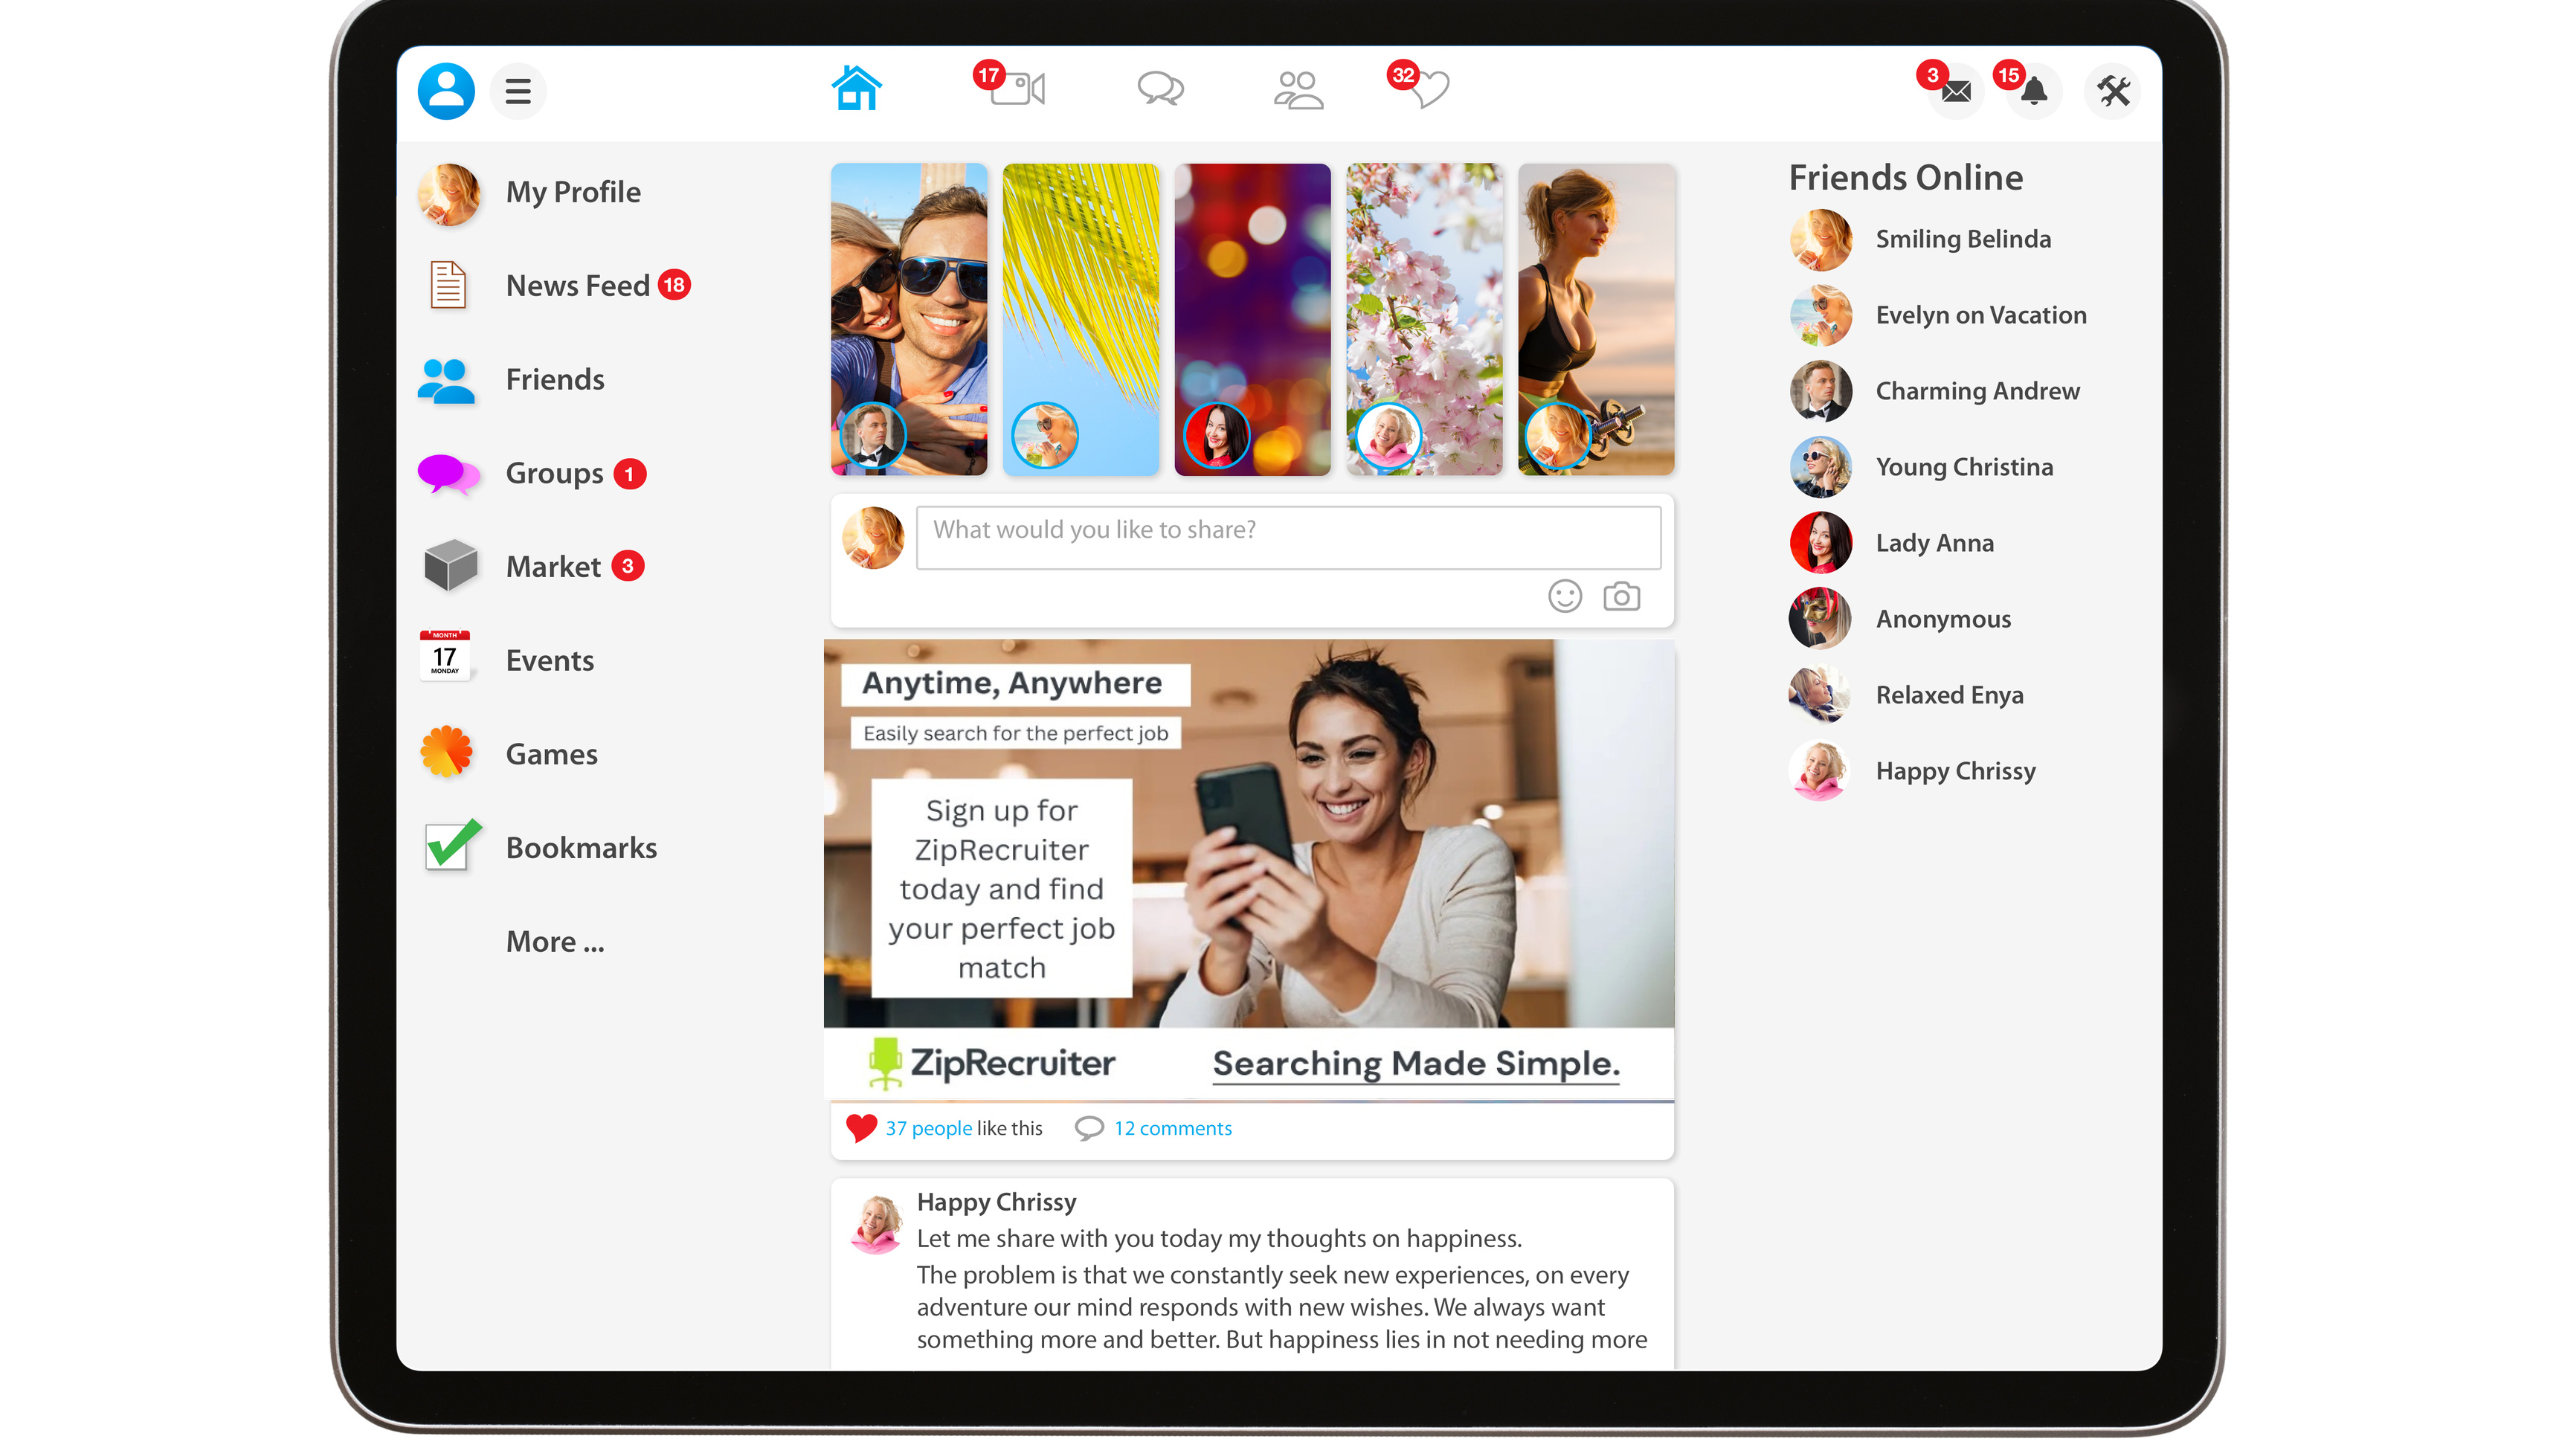 17
32
3
15
My Profile
News Feed 18
Friends
Groups 1
Market 3
MONTH
17
MONDAY
Events
Games
Bookmarks
More ...
What would you like to share?
Anytime, Anywhere
Easily search for the perfect job
Sign up for
ZipRecruiter
today and find
your perfect job
match
ZipRecruiter
Searching Made Simple.
37 people like this
12 comments
Happy Chrissy
Let me share with you today my thoughts on happiness.
The problem is that we constantly seek new experiences, on every
adventure our mind responds with new wishes. We always want
something more and better. But happiness lies in not needing more
Friends Online
Smiling Belinda
Evelyn on Vacation
Charming Andrew
Young Christina
Lady Anna
Anonymous
Relaxed Enya
Happy Chrissy